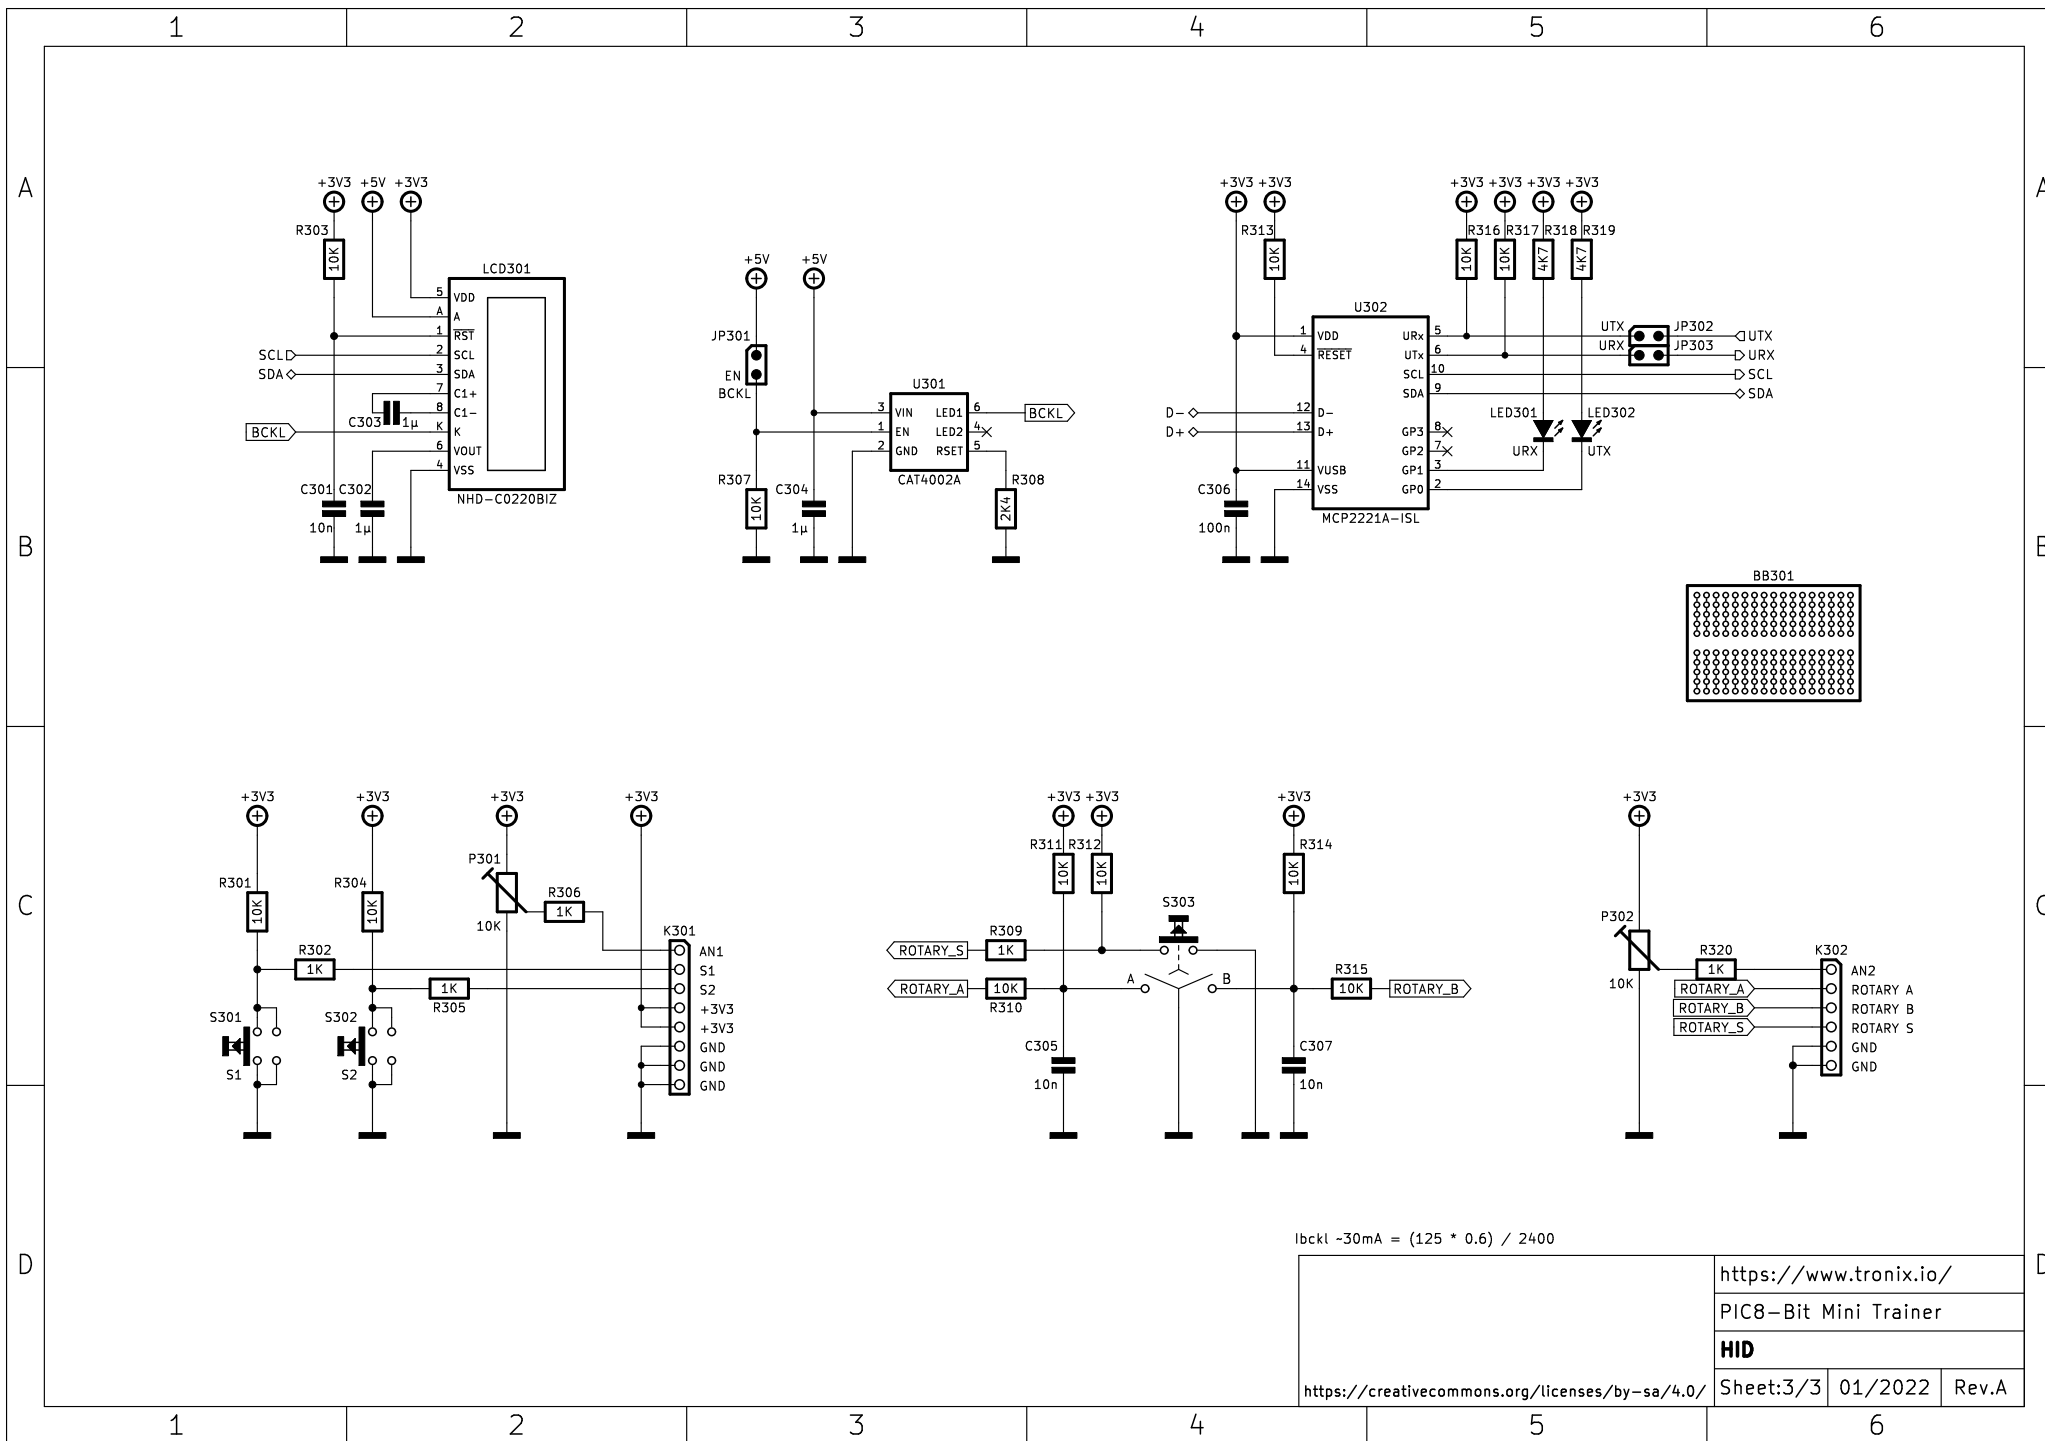 1 2 3 4 5 6
A A
+3V3 +5V +3V3
R303
10K
LCD301
5 VDD
A A
1 RST
SCL 2 SCL
SDA 3 SDA
7 C1+
8 C1-
C303 1µ
BCKL K K
6 VOUT
4 VSS
C301 C302
10n 1µ
NHD-C0220BIZ
+5V +5V
JP301
EN
BCKL
U301
3 VIN LED1 6 BCKL
1 EN LED2 4
2 GND RSET 5
CAT4002A
R307 C304 R308
10K 1µ 2K4
+3V3 +3V3
R313
10K
+3V3 +3V3 +3V3 +3V3
R316 R317 R318 R319
10K 10K 4K7 4K7
U302
1 VDD URx 5 UTX JP302 UTX
4 RESET UTx 6 URX JP303 URX
SCL 10 SCL
SDA 9 SDA
D- 12 D-
D+ 13 D+
GP3 8
GP2 7
11 VUSB GP1 3
14 VSS GP0 2
LED301 LED302
URX UTX
C306
100n
MCP2221A-ISL
B B
BB301
+3V3 +3V3 +3V3 +3V3
P301
R301 R304 R306
10K 10K 10K 1K
K301
AN1
R302 1K S1
1K R305 S2
+3V3
+3V3
GND
GND
GND
S301 S302
S1 S2
C C
+3V3 +3V3 +3V3
R311 R312 R314
10K 10K 10K
S303
ROTARY_S R309 1K
A B
ROTARY_A 10K R310
R315 10K ROTARY_B
C305 C307
10n 10n
+3V3
P302
10K
R320
1K
K302
AN2
ROTARY_A ROTARY A
ROTARY_B ROTARY B
ROTARY_S ROTARY S
GND
GND
D D
Ibckl ~30mA = (125 * 0.6) / 2400
https://www.tronix.io/
PIC8-Bit Mini Trainer
HID
https://creativecommons.org/licenses/by-sa/4.0/
Sheet:3/3 01/2022 Rev.A
1 2 3 4 5 6